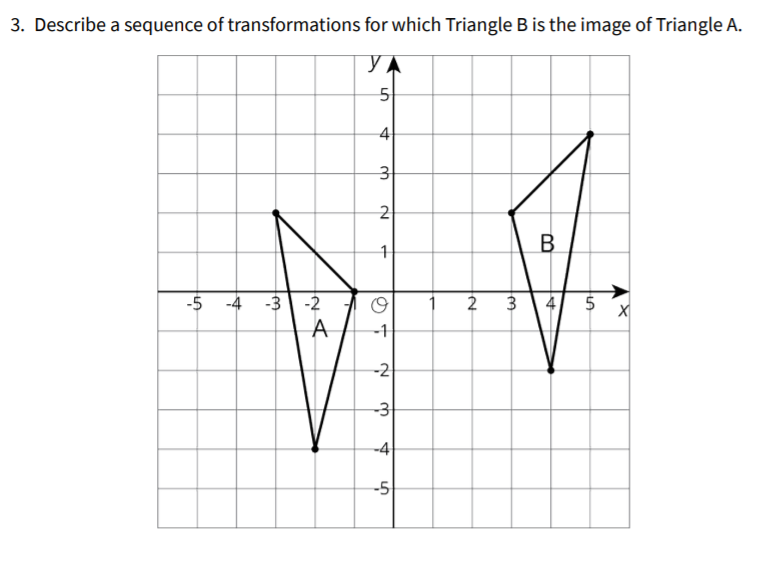 3. Describe a sequence of transformations for which Triangle B is the image of Triangle A.
y
5
4
3
2
B
1
-5 -4 -3 -2 -1 O 1 2 3 4 5 x
A
-1
-2
-3
-4
-5